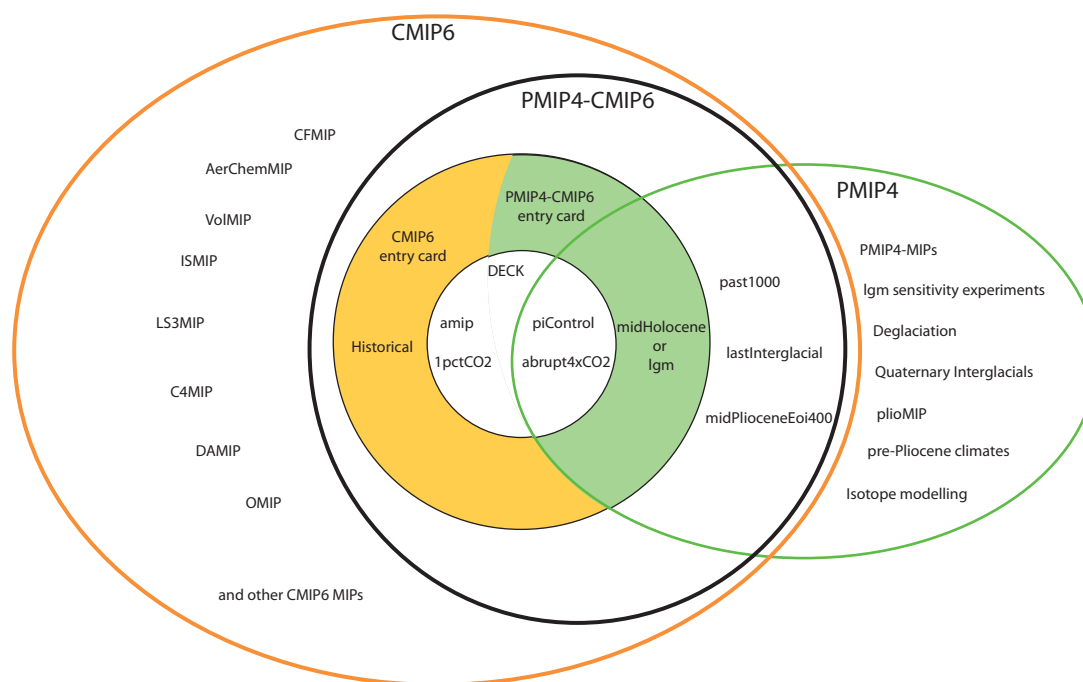 CMIP6
PMIP4-CMIP6
CFMIP
AerChemMIP
VolMIP
ISMIP
LS3MIP
C4MIP
DAMIP
OMIP
and other CMIP6 MIPs
CMIP6
entry card
Historical
PMIP4-CMIP6
entry card
DECK
amip
1pctCO2
piControl
abrupt4xCO2
midHolocene
or
lgm
past1000
lastInterglacial
midPlioceneEoi400
PMIP4
PMIP4-MIPs
lgm sensitivity experiments
Deglaciation
Quaternary Interglacials
plioMIP
pre-Pliocene climates
Isotope modelling